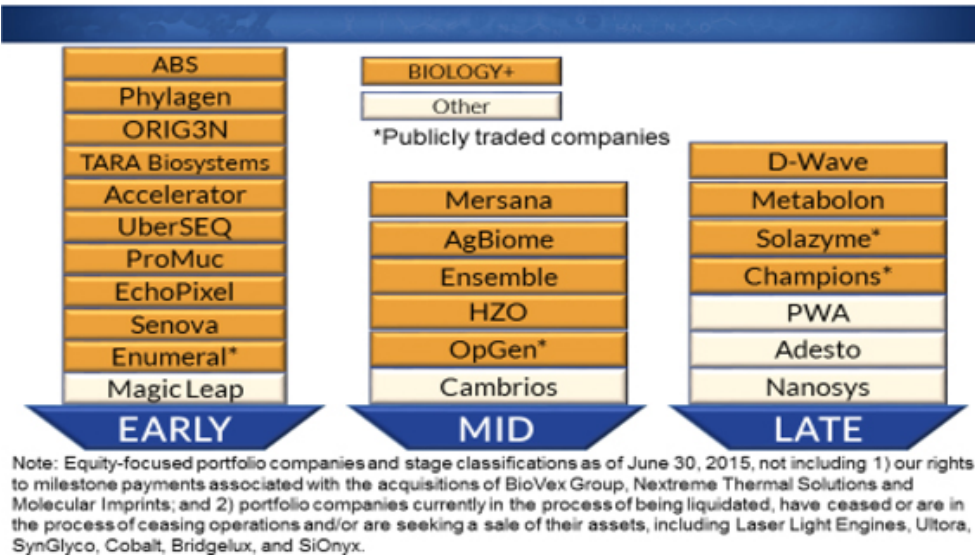 ABS
Phylagen
ORIG3N
TARA Biosystems
Accelerator
UberSEQ
ProMuc
EchoPixel
Senova
Enumeral*
Magic Leap
EARLY
BIOLOGY+
Other
*Publicly traded companies
Mersana
AgBiome
Ensemble
HZO
OpGen*
Cambrios
MID
D-Wave
Metabolon
Solazyme*
Champions*
PWA
Adesto
Nanosys
LATE
Note: Equity-focused portfolio companies and stage classifications as of June 30, 2015, not including 1) our rights
to milestone payments associated with the acquisitions of BioVex Group, Nextreme Thermal Solutions and
Molecular Imprints; and 2) portfolio companies currently in the process of being liquidated, have ceased or are in
the process of ceasing operations and/or are seeking a sale of their assets, including Laser Light Engines, Ultora,
SynGlyco, Cobalt, Bridgelux, and SiOnyx.